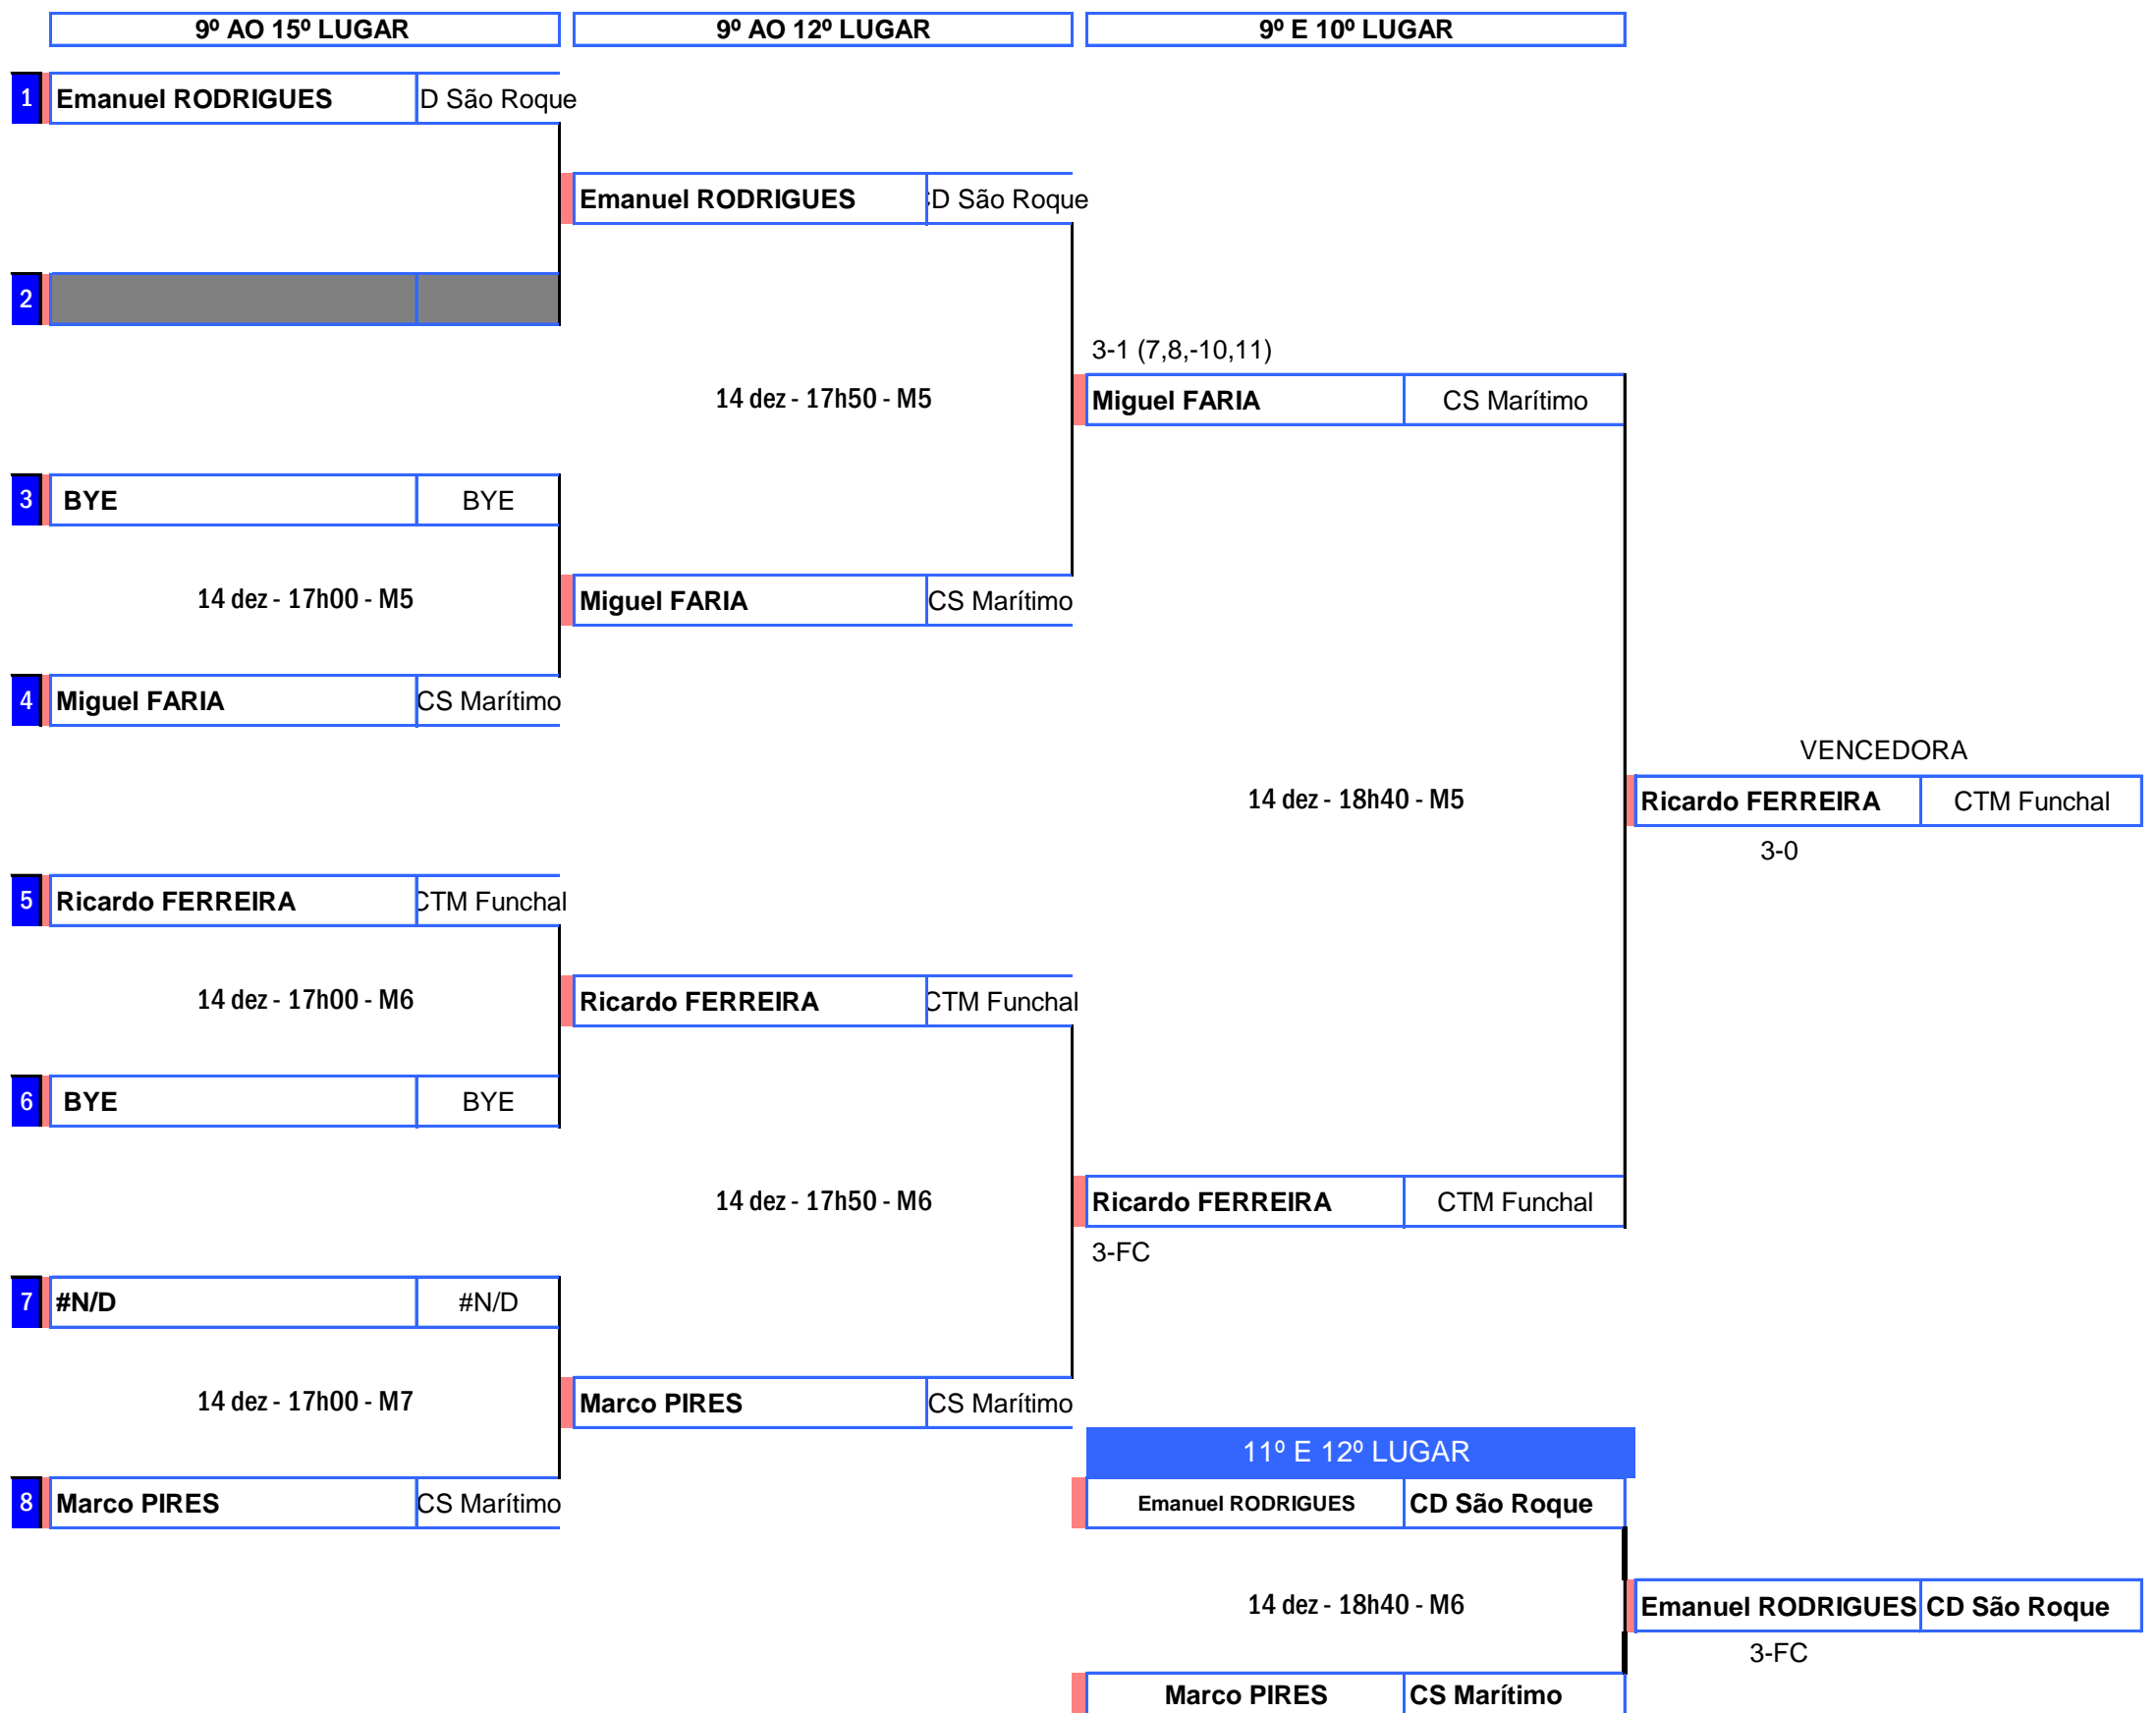 9º AO 15º LUGAR 9º AO 12º LUGAR 9º E 10º LUGAR
1 Emanuel RODRIGUES D São Roque
Emanuel RODRIGUES CD São Roque
2
3-1 (7,8,-10,11)
14 dez - 17h50 - M5 Miguel FARIA CS Marítimo
3 BYE BYE
14 dez - 17h00 - M5 Miguel FARIA CS Marítimo
4 Miguel FARIA CS Marítimo
VENCEDORA
14 dez - 18h40 - M5 Ricardo FERREIRA CTM Funchal
3-0
5 Ricardo FERREIRA CTM Funchal
14 dez - 17h00 - M6 Ricardo FERREIRA CTM Funchal
6 BYE BYE
14 dez - 17h50 - M6 Ricardo FERREIRA CTM Funchal
3-FC
7 #N/D #N/D
14 dez - 17h00 - M7 Marco PIRES CS Marítimo
11º E 12º LUGAR
8 Marco PIRES CS Marítimo Emanuel RODRIGUES CD São Roque
14 dez - 18h40 - M6 Emanuel RODRIGUES CD São Roque
3-FC
Marco PIRES CS Marítimo